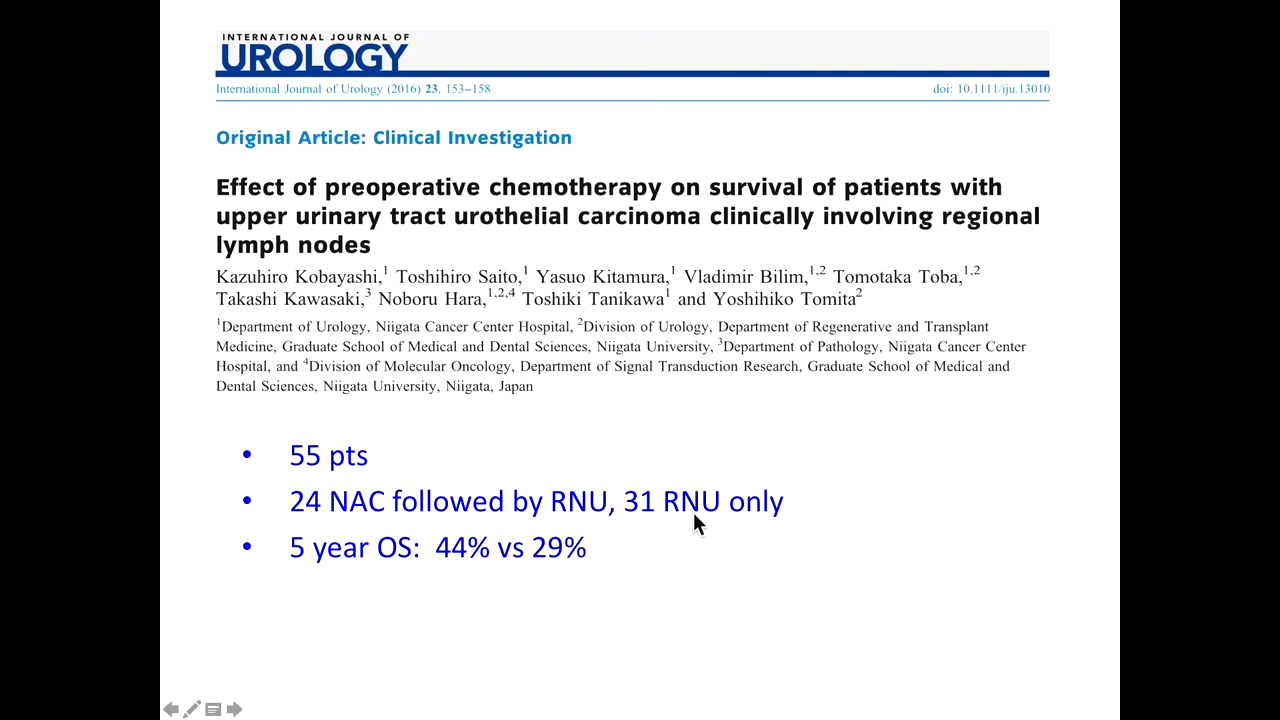 INTERNATIONAL JOURNAL OF
UROLOGY
International Journal of Urology (2016) 23, 153–158
doi: 10.1111/iju.13010
Original Article: Clinical Investigation
Effect of preoperative chemotherapy on survival of patients with
upper urinary tract urothelial carcinoma clinically involving regional
lymph nodes
Kazuhiro Kobayashi,1 Toshihiro Saito,1 Yasuo Kitamura,1 Vladimir Bilim,1,2 Tomotaka Toba,1,2
Takashi Kawasaki,3 Noboru Hara,1,2,4 Toshiki Tanikawa1 and Yoshihiko Tomita2
1Department of Urology, Niigata Cancer Center Hospital, 2Division of Urology, Department of Regenerative and Transplant
Medicine, Graduate School of Medical and Dental Sciences, Niigata University, 3Department of Pathology, Niigata Cancer Center
Hospital, and 4Division of Molecular Oncology, Department of Signal Transduction Research, Graduate School of Medical and
Dental Sciences, Niigata University, Niigata, Japan
• 55 pts
• 24 NAC followed by RNU, 31 RNU only
• 5 year OS: 44% vs 29%